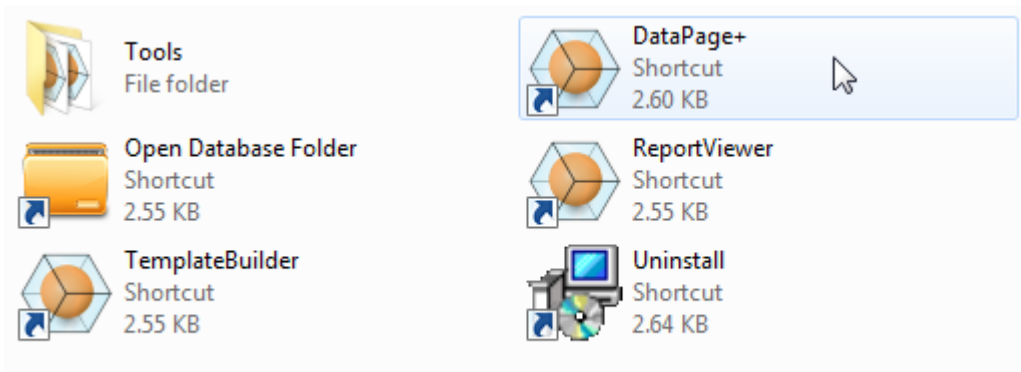 Tools
File folder
DataPage+
Shortcut
2.60 KB
Open Database Folder
Shortcut
2.55 KB
ReportViewer
Shortcut
2.55 KB
TemplateBuilder
Shortcut
2.55 KB
Uninstall
Shortcut
2.64 KB